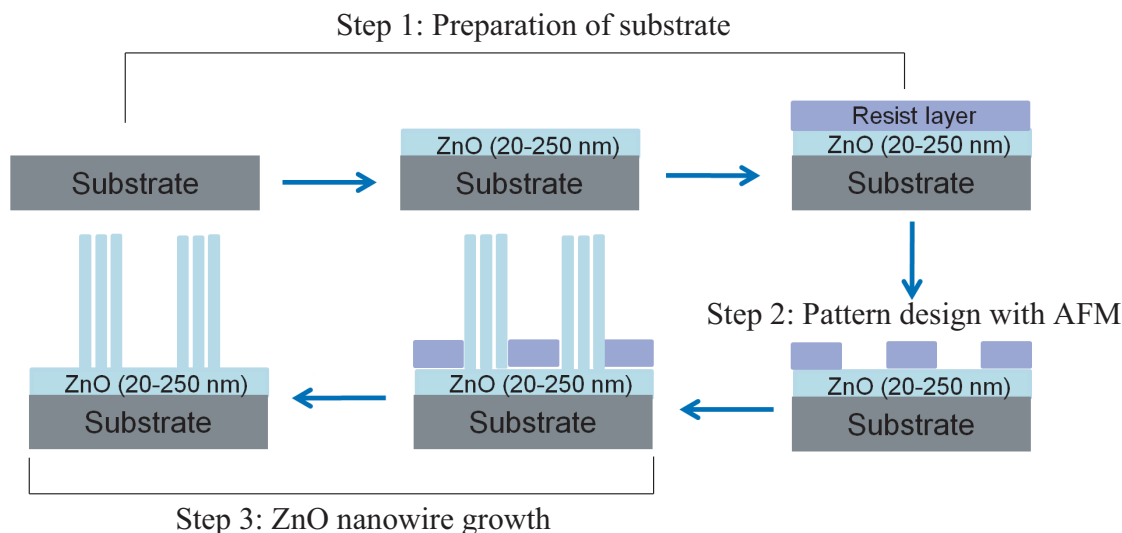 Step 1: Preparation of substrate
Substrate
ZnO (20-250 nm)
Substrate
Resist layer
ZnO (20-250 nm)
Substrate
Step 2: Pattern design with AFM
ZnO (20-250 nm)
Substrate
ZnO (20-250 nm)
Substrate
ZnO (20-250 nm)
Substrate
Step 3: ZnO nanowire growth